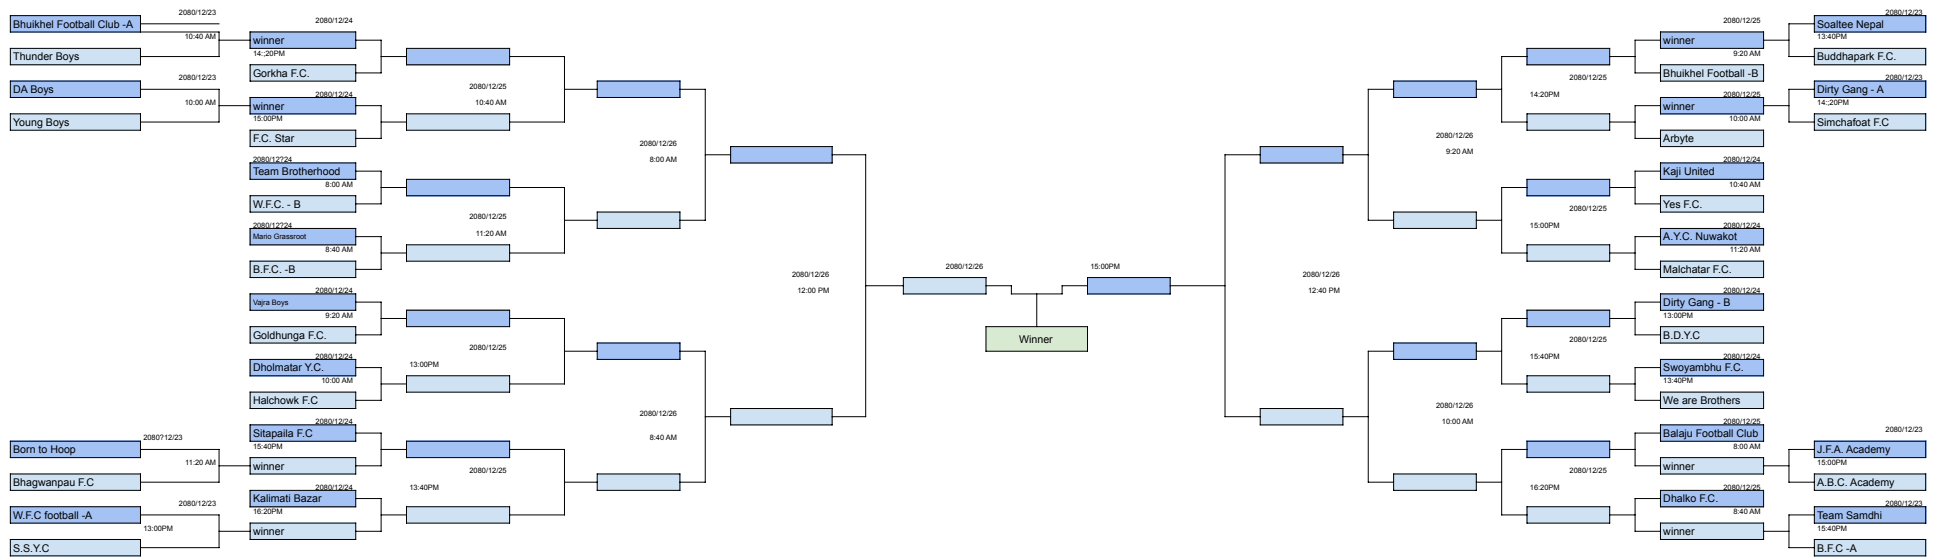 Bhuikhel Football Club -A
2080/12/23
10:40 AM
Thunder Boys
DA Boys
2080/12/23
10:00 AM
Young Boys
Born to Hoop
2080?12/23
11:20 AM
Bhagwanpau F.C
W.F.C football -A
2080/12/23
13:00PM
S.S.Y.C
2080/12/24
winner
14:;20PM
Gorkha F.C.
2080/12/24
winner
15:00PM
F.C. Star
2080/12?24
Team Brotherhood
8:00 AM
W.F.C. - B
2080/12?24
Mario Grassroot
8:40 AM
B.F.C. -B
2080/12/24
Vajra Boys
9:20 AM
Goldhunga F.C.
2080/12/24
Dholmatar Y.C.
10:00 AM
Halchowk F.C
2080/12/24
Sitapaila F.C
15:40PM
winner
2080/12/24
Kalimati Bazar
16:20PM
winner
2080/12/25
10:40 AM
2080/12/25
11:20 AM
2080/12/25
13:00PM
2080/12/25
13:40PM
2080/12/26
8:00 AM
2080/12/26
8:40 AM
2080/12/26
12:00 PM
2080/12/26
15:00PM
Winner
2080/12/26
12:40 PM
2080/12/26
9:20 AM
2080/12/26
10:00 AM
2080/12/25
14:20PM
2080/12/25
15:00PM
2080/12/25
15:40PM
2080/12/25
16:20PM
2080/12/25
winner
9:20 AM
Bhuikhel Football -B
2080/12/25
winner
10:00 AM
Arbyte
2080/12/24
Kaji United
10:40 AM
Yes F.C.
2080/12/24
A.Y.C. Nuwakot
11:20 AM
Malchatar F.C.
2080/12/24
Dirty Gang - B
13:00PM
B.D.Y.C
2080/12/24
Swoyambhu F.C.
13:40PM
We are Brothers
2080/12/25
Balaju Football Club
8:00 AM
winner
2080/12/25
Dhalko F.C.
8:40 AM
winner
2080/12/23
Soaltee Nepal
13:40PM
Buddhapark F.C.
2080/12/23
Dirty Gang - A
14:;20PM
Simchafoat F.C
2080/12/23
J.F.A. Academy
15:00PM
A.B.C. Academy
2080/12/23
Team Samdhi
15:40PM
B.F.C -A